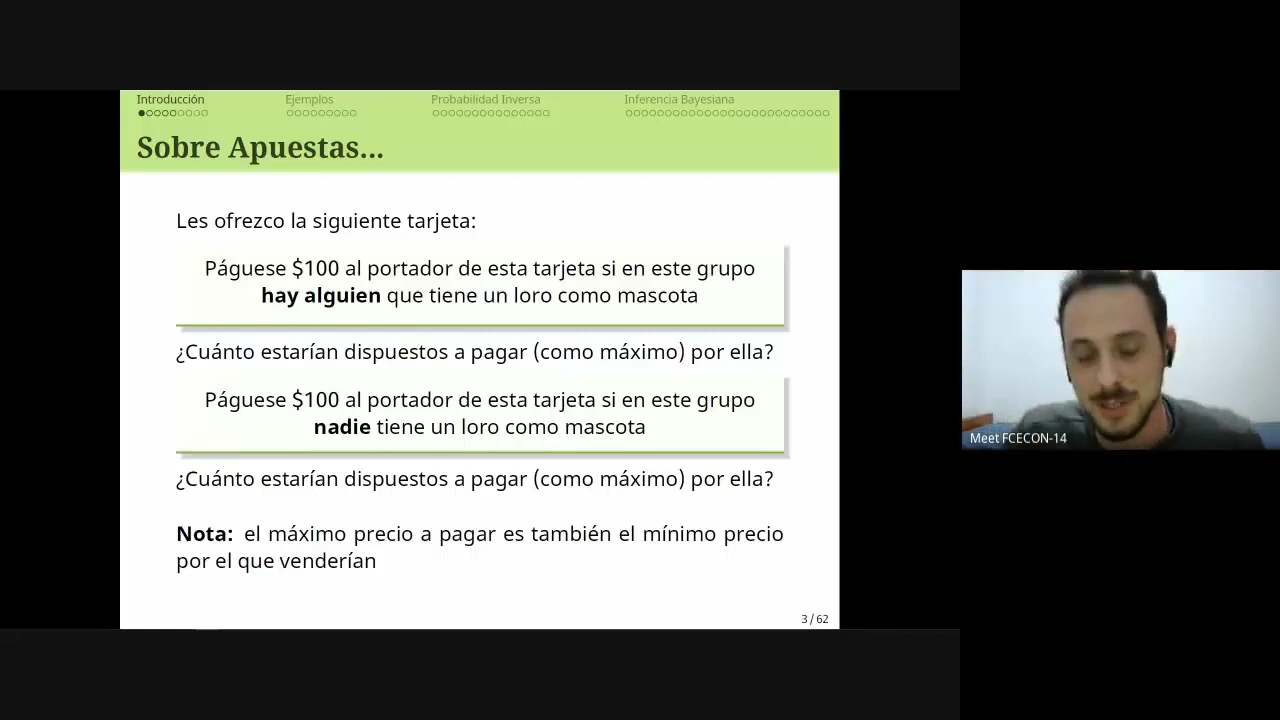 Introducción Ejemplos Probabilidad Inversa Inferencia Bayesiana
Sobre Apuestas...
Les ofrezco la siguiente tarjeta:
Páguese $100 al portador de esta tarjeta si en este grupo
hay alguien que tiene un loro como mascota
¿Cuánto estarían dispuestos a pagar (como máximo) por ella?
Páguese $100 al portador de esta tarjeta si en este grupo
nadie tiene un loro como mascota
¿Cuánto estarían dispuestos a pagar (como máximo) por ella?
Nota: el máximo precio a pagar es también el mínimo precio
por el que venderían
3 / 62
Meet FCECON-14